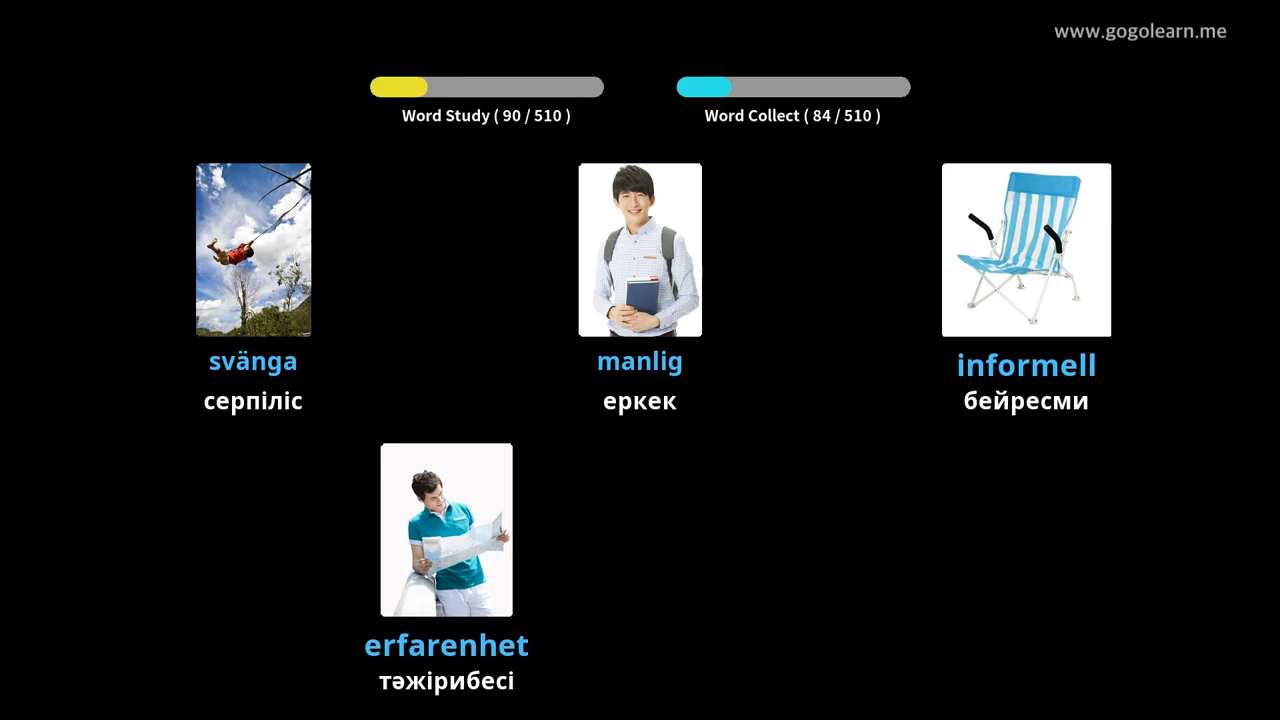 www.gogolearn.me
Word Study ( 90 / 510 )
Word Collect ( 84 / 510 )
svänga
manlig
informell
серпіліс
еркек
бейресми
erfarenhet
тәжірибесі